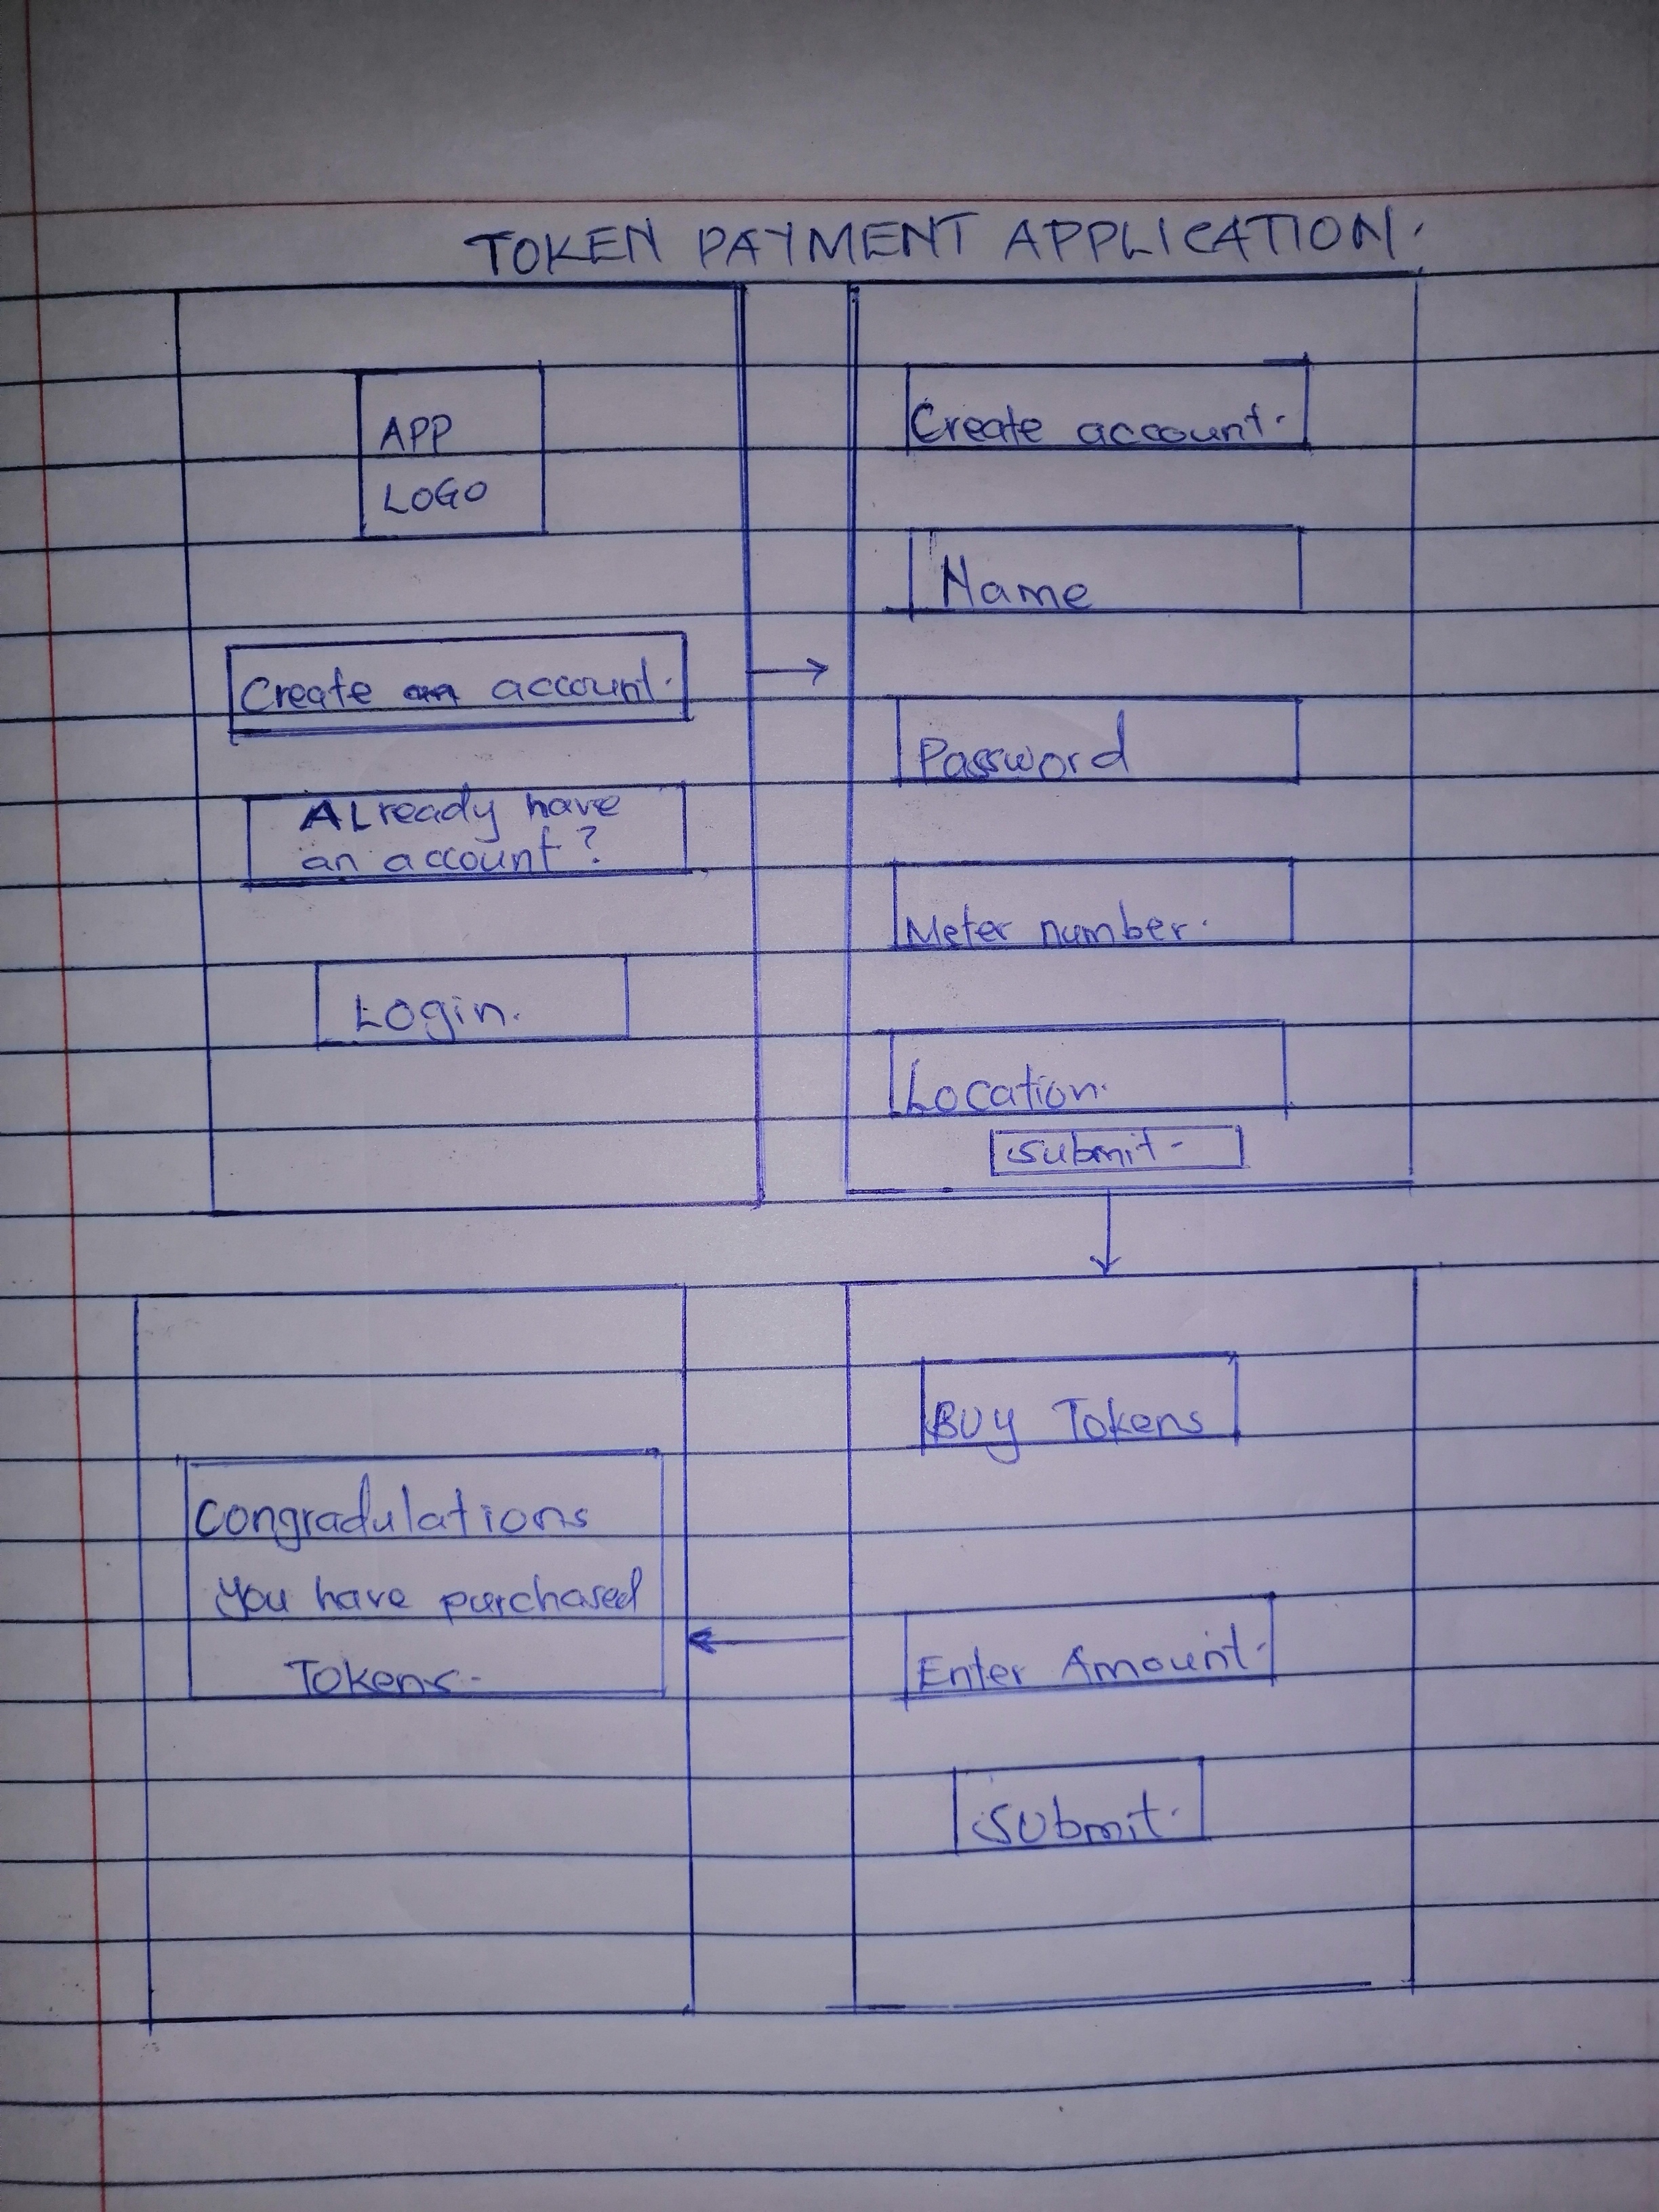 TOKEN PAYMENT APPLICATION.
APP
LOGO
Create an account.
ALready have
an account?
Login.
Create account.
Name
Password
Meter number.
Location.
Submit.
BUY Tokens
Enter Amount.
SUbmit.
Congradulations
you have purchased
Tokens.